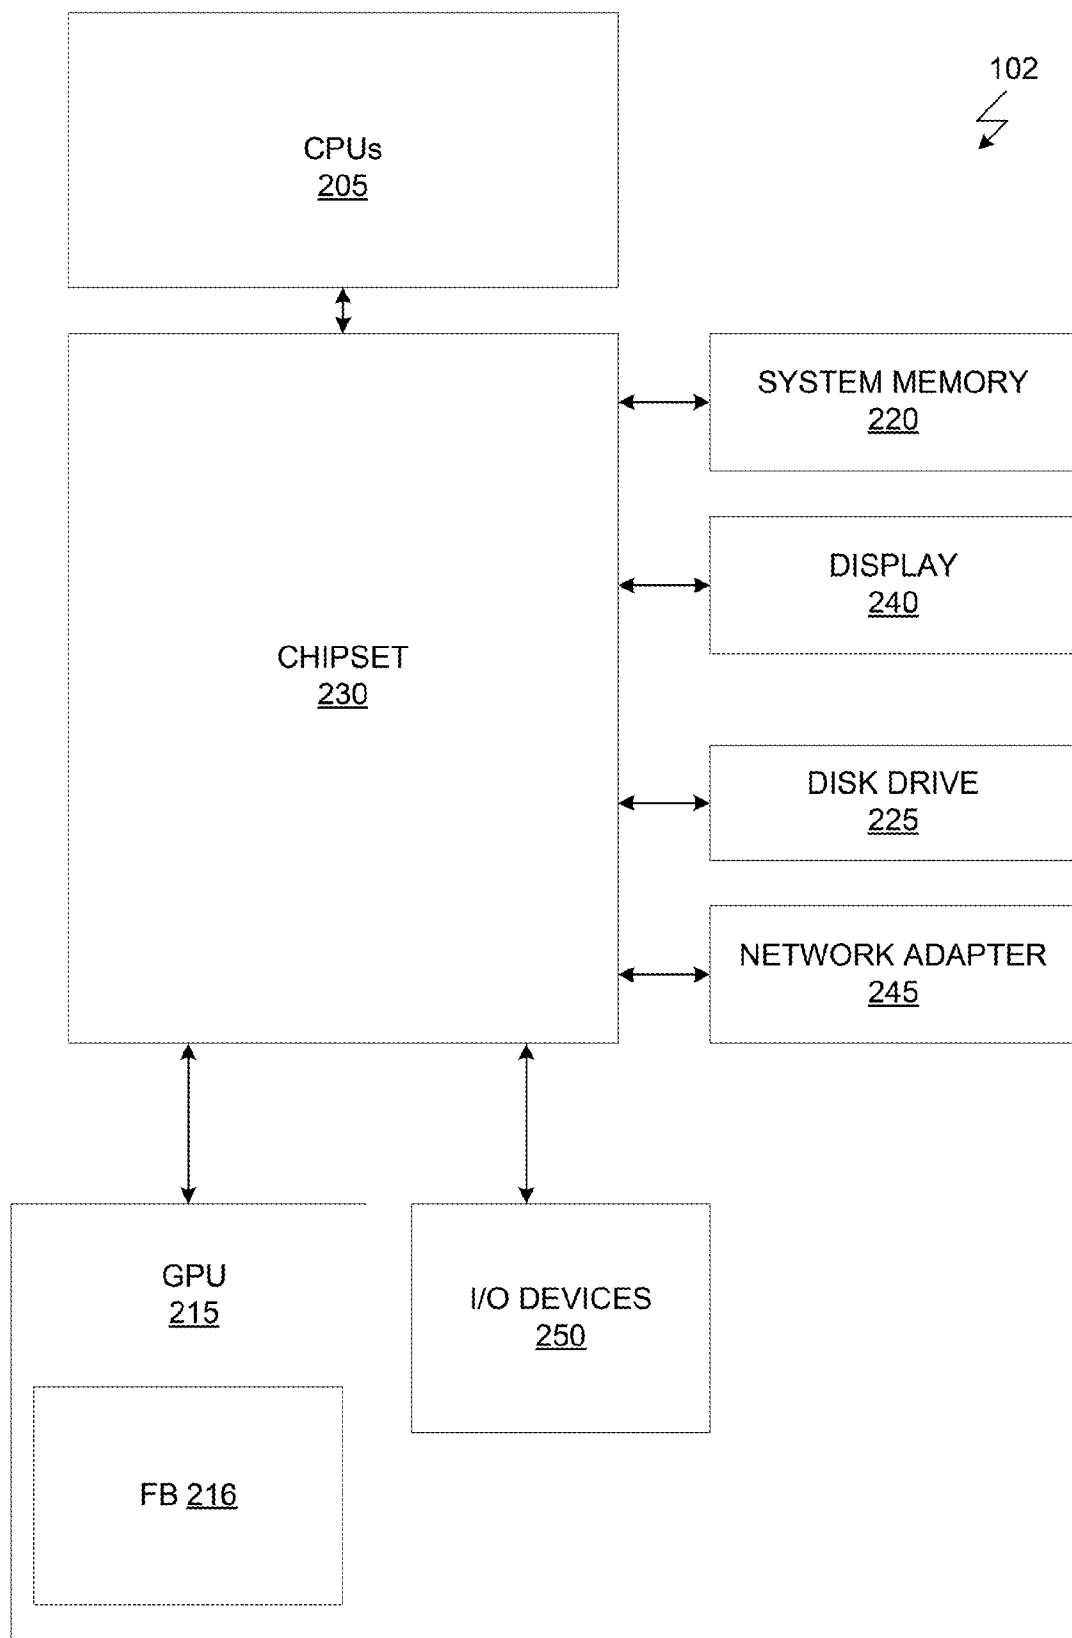 102
CPUs
205
SYSTEM MEMORY
220
DISPLAY
240
CHIPSET
230
DISK DRIVE
225
NETWORK ADAPTER
245
GPU
215
I/O DEVICES
250
FB 216